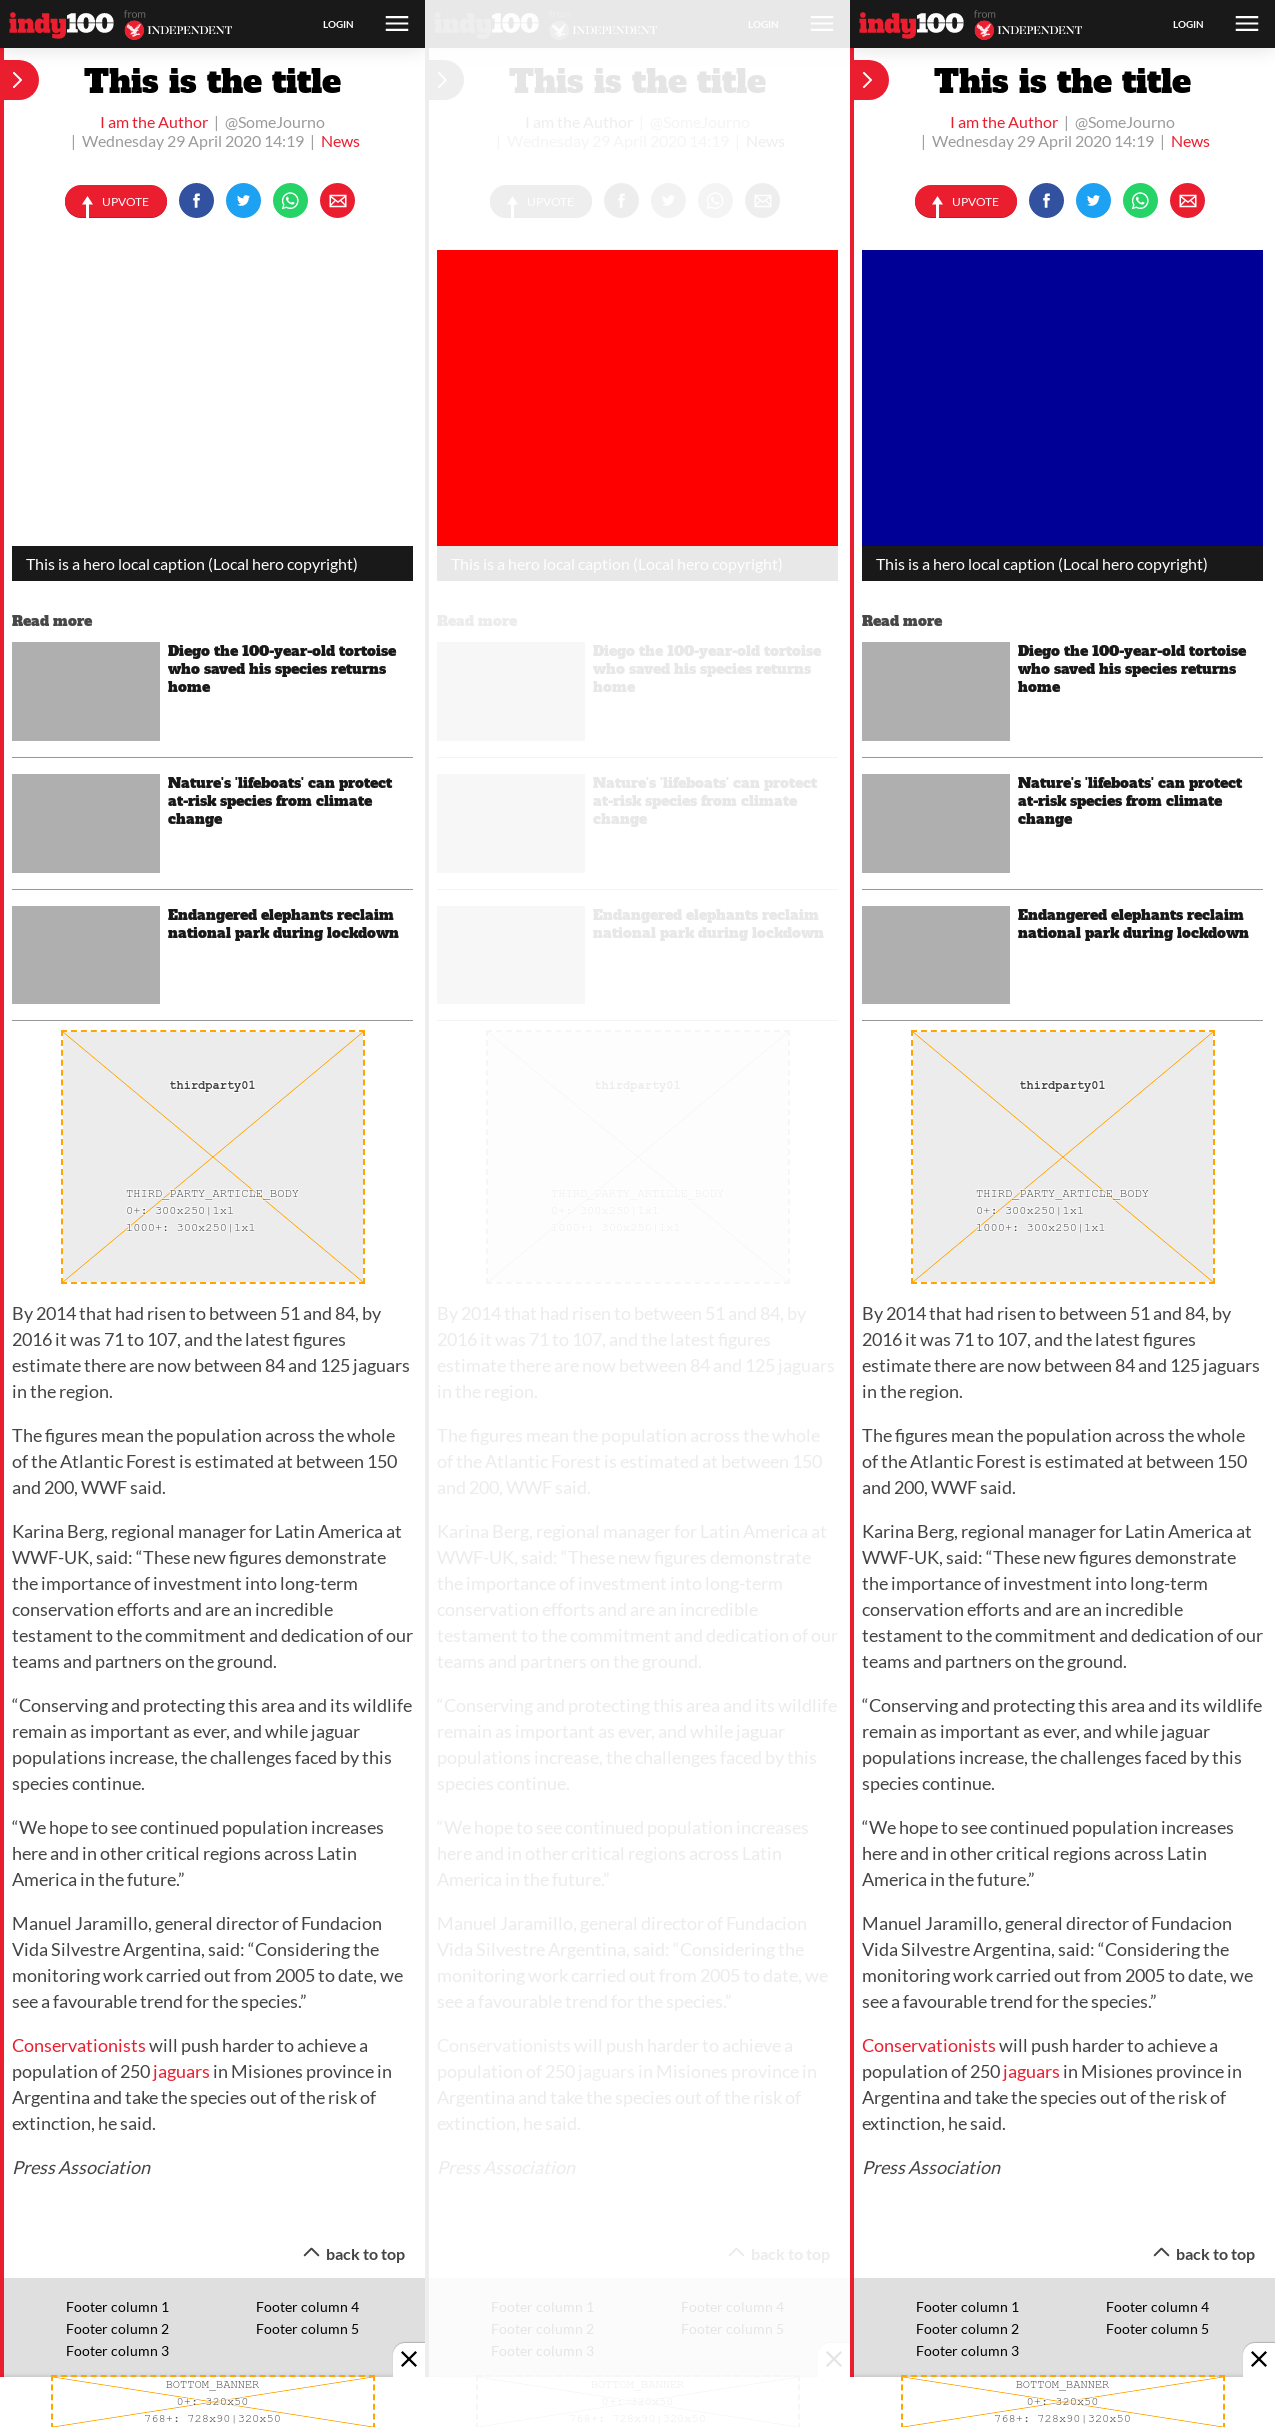 indy100 from INDEPENDENT LOGIN
This is the title
I am the Author | @SomeJourno
| Wednesday 29 April 2020 14:19 | News
UPVOTE
This is a hero local caption (Local hero copyright)
Read more
Diego the 100-year-old tortoise
who saved his species returns
home
Nature's 'lifeboats' can protect
at-risk species from climate
change
Endangered elephants reclaim
national park during lockdown
thirdparty01
THIRD_PARTY_ARTICLE_BODY
0+: 300x250|1x1
1000+: 300x250|1x1
By 2014 that had risen to between 51 and 84, by
2016 it was 71 to 107, and the latest figures
estimate there are now between 84 and 125 jaguars
in the region.
The figures mean the population across the whole
of the Atlantic Forest is estimated at between 150
and 200, WWF said.
Karina Berg, regional manager for Latin America at
WWF-UK, said: “These new figures demonstrate
the importance of investment into long-term
conservation efforts and are an incredible
testament to the commitment and dedication of our
teams and partners on the ground.
“Conserving and protecting this area and its wildlife
remain as important as ever, and while jaguar
populations increase, the challenges faced by this
species continue.
“We hope to see continued population increases
here and in other critical regions across Latin
America in the future.”
Manuel Jaramillo, general director of Fundacion
Vida Silvestre Argentina, said: “Considering the
monitoring work carried out from 2005 to date, we
see a favourable trend for the species.”
Conservationists will push harder to achieve a
population of 250 jaguars in Misiones province in
Argentina and take the species out of the risk of
extinction, he said.
Press Association
back to top
Footer column 1
Footer column 2
Footer column 3
Footer column 4
Footer column 5
BOTTOM_BANNER
0+: 320x50
768+: 728x90|320x50
indy100 from INDEPENDENT LOGIN
This is the title
I am the Author | @SomeJourno
| Wednesday 29 April 2020 14:19 | News
UPVOTE
This is a hero local caption (Local hero copyright)
Read more
Diego the 100-year-old tortoise
who saved his species returns
home
Nature's 'lifeboats' can protect
at-risk species from climate
change
Endangered elephants reclaim
national park during lockdown
thirdparty01
THIRD_PARTY_ARTICLE_BODY
0+: 300x250|1x1
1000+: 300x250|1x1
By 2014 that had risen to between 51 and 84, by
2016 it was 71 to 107, and the latest figures
estimate there are now between 84 and 125 jaguars
in the region.
The figures mean the population across the whole
of the Atlantic Forest is estimated at between 150
and 200, WWF said.
Karina Berg, regional manager for Latin America at
WWF-UK, said: “These new figures demonstrate
the importance of investment into long-term
conservation efforts and are an incredible
testament to the commitment and dedication of our
teams and partners on the ground.
“Conserving and protecting this area and its wildlife
remain as important as ever, and while jaguar
populations increase, the challenges faced by this
species continue.
“We hope to see continued population increases
here and in other critical regions across Latin
America in the future.”
Manuel Jaramillo, general director of Fundacion
Vida Silvestre Argentina, said: “Considering the
monitoring work carried out from 2005 to date, we
see a favourable trend for the species.”
Conservationists will push harder to achieve a
population of 250 jaguars in Misiones province in
Argentina and take the species out of the risk of
extinction, he said.
Press Association
back to top
Footer column 1
Footer column 2
Footer column 3
Footer column 4
Footer column 5
BOTTOM_BANNER
0+: 320x50
768+: 728x90|320x50
indy100 from INDEPENDENT LOGIN
This is the title
I am the Author | @SomeJourno
| Wednesday 29 April 2020 14:19 | News
UPVOTE
This is a hero local caption (Local hero copyright)
Read more
Diego the 100-year-old tortoise
who saved his species returns
home
Nature's 'lifeboats' can protect
at-risk species from climate
change
Endangered elephants reclaim
national park during lockdown
thirdparty01
THIRD_PARTY_ARTICLE_BODY
0+: 300x250|1x1
1000+: 300x250|1x1
By 2014 that had risen to between 51 and 84, by
2016 it was 71 to 107, and the latest figures
estimate there are now between 84 and 125 jaguars
in the region.
The figures mean the population across the whole
of the Atlantic Forest is estimated at between 150
and 200, WWF said.
Karina Berg, regional manager for Latin America at
WWF-UK, said: “These new figures demonstrate
the importance of investment into long-term
conservation efforts and are an incredible
testament to the commitment and dedication of our
teams and partners on the ground.
“Conserving and protecting this area and its wildlife
remain as important as ever, and while jaguar
populations increase, the challenges faced by this
species continue.
“We hope to see continued population increases
here and in other critical regions across Latin
America in the future.”
Manuel Jaramillo, general director of Fundacion
Vida Silvestre Argentina, said: “Considering the
monitoring work carried out from 2005 to date, we
see a favourable trend for the species.”
Conservationists will push harder to achieve a
population of 250 jaguars in Misiones province in
Argentina and take the species out of the risk of
extinction, he said.
Press Association
back to top
Footer column 1
Footer column 2
Footer column 3
Footer column 4
Footer column 5
BOTTOM_BANNER
0+: 320x50
768+: 728x90|320x50